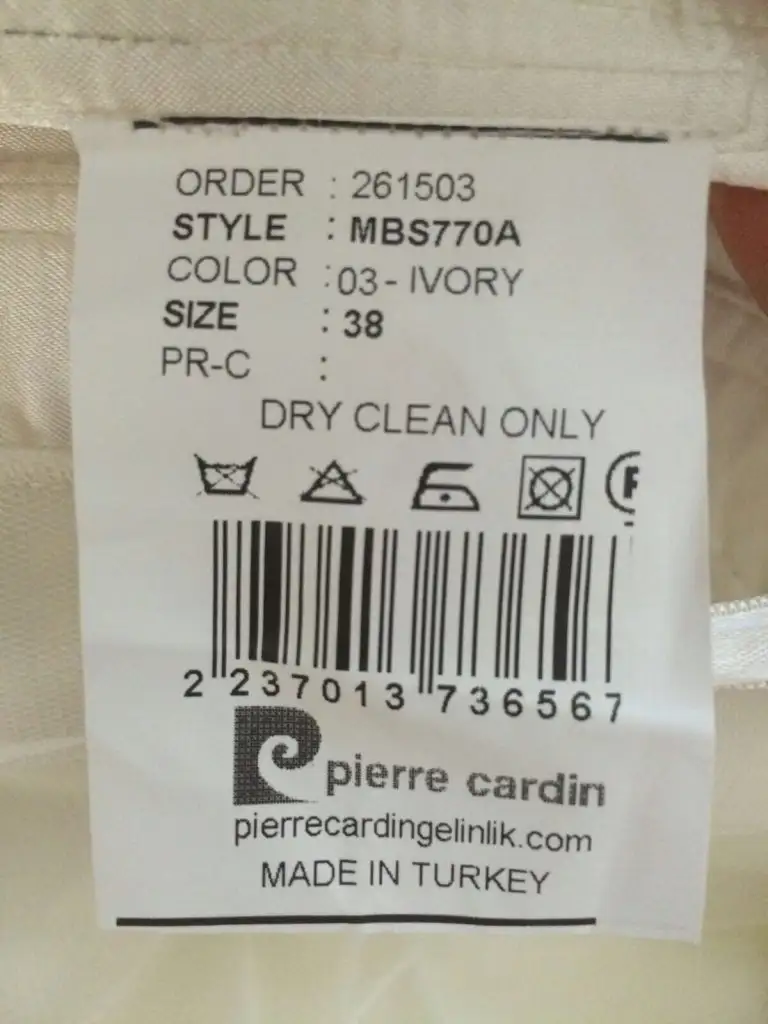 ORDER : 261503
STYLE : MBS770A
COLOR : 03 - IVORY
SIZE : 38
PR-C :
DRY CLEAN ONLY
P
2 237013 736567
pierre cardin
pierrecardingelinlik.com
MADE IN TURKEY